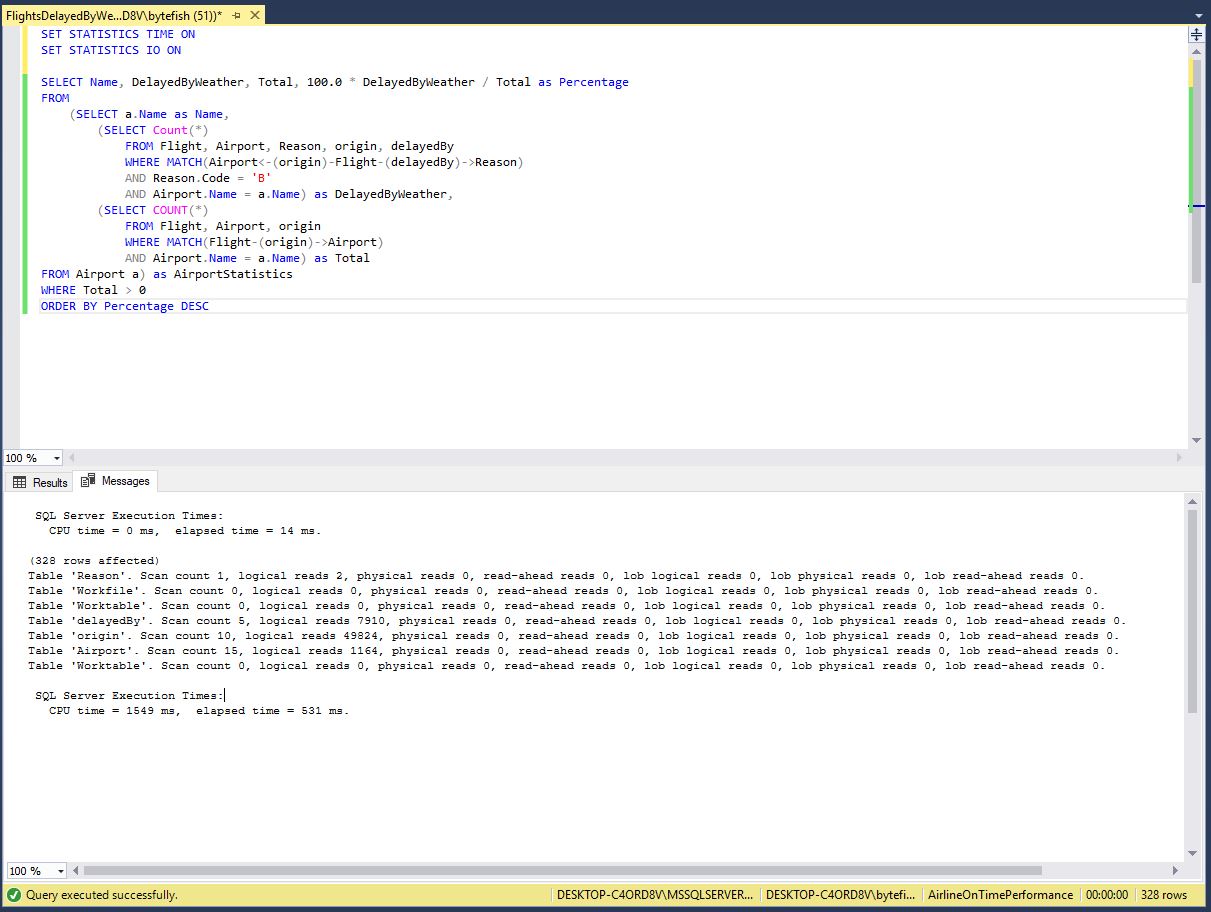 FlightsDelayedByWe...D8V\bytefish (51))*
SET STATISTICS TIME ON
SET STATISTICS IO ON
SELECT Name, DelayedByWeather, Total, 100.0 * DelayedByWeather / Total as Percentage
FROM
(SELECT a.Name as Name,
(SELECT Count(*)
FROM Flight, Airport, Reason, origin, delayedBy
WHERE MATCH(Airport<-(origin)-Flight-(delayedBy)->Reason)
AND Reason.Code = 'B'
AND Airport.Name = a.Name) as DelayedByWeather,
(SELECT COUNT(*)
FROM Flight, Airport, origin
WHERE MATCH(Flight-(origin)->Airport)
AND Airport.Name = a.Name) as Total
FROM Airport a) as AirportStatistics
WHERE Total > 0
ORDER BY Percentage DESC
100 %
Results Messages
SQL Server Execution Times:
CPU time = 0 ms, elapsed time = 14 ms.
(328 rows affected)
Table 'Reason'. Scan count 1, logical reads 2, physical reads 0, read-ahead reads 0, lob logical reads 0, lob physical reads 0, lob read-ahead reads 0.
Table 'Workfile'. Scan count 0, logical reads 0, physical reads 0, read-ahead reads 0, lob logical reads 0, lob physical reads 0, lob read-ahead reads 0.
Table 'Worktable'. Scan count 0, logical reads 0, physical reads 0, read-ahead reads 0, lob logical reads 0, lob physical reads 0, lob read-ahead reads 0.
Table 'delayedBy'. Scan count 5, logical reads 7910, physical reads 0, read-ahead reads 0, lob logical reads 0, lob physical reads 0, lob read-ahead reads 0.
Table 'origin'. Scan count 10, logical reads 49824, physical reads 0, read-ahead reads 0, lob logical reads 0, lob physical reads 0, lob read-ahead reads 0.
Table 'Airport'. Scan count 15, logical reads 1164, physical reads 0, read-ahead reads 0, lob logical reads 0, lob physical reads 0, lob read-ahead reads 0.
Table 'Worktable'. Scan count 0, logical reads 0, physical reads 0, read-ahead reads 0, lob logical reads 0, lob physical reads 0, lob read-ahead reads 0.
SQL Server Execution Times:
CPU time = 1549 ms, elapsed time = 531 ms.
100 %
Query executed successfully. DESKTOP-C4ORD8V\MSSQLSERVER... DESKTOP-C4ORD8V\bytefi... AirlineOnTimePerformance 00:00:00 328 rows